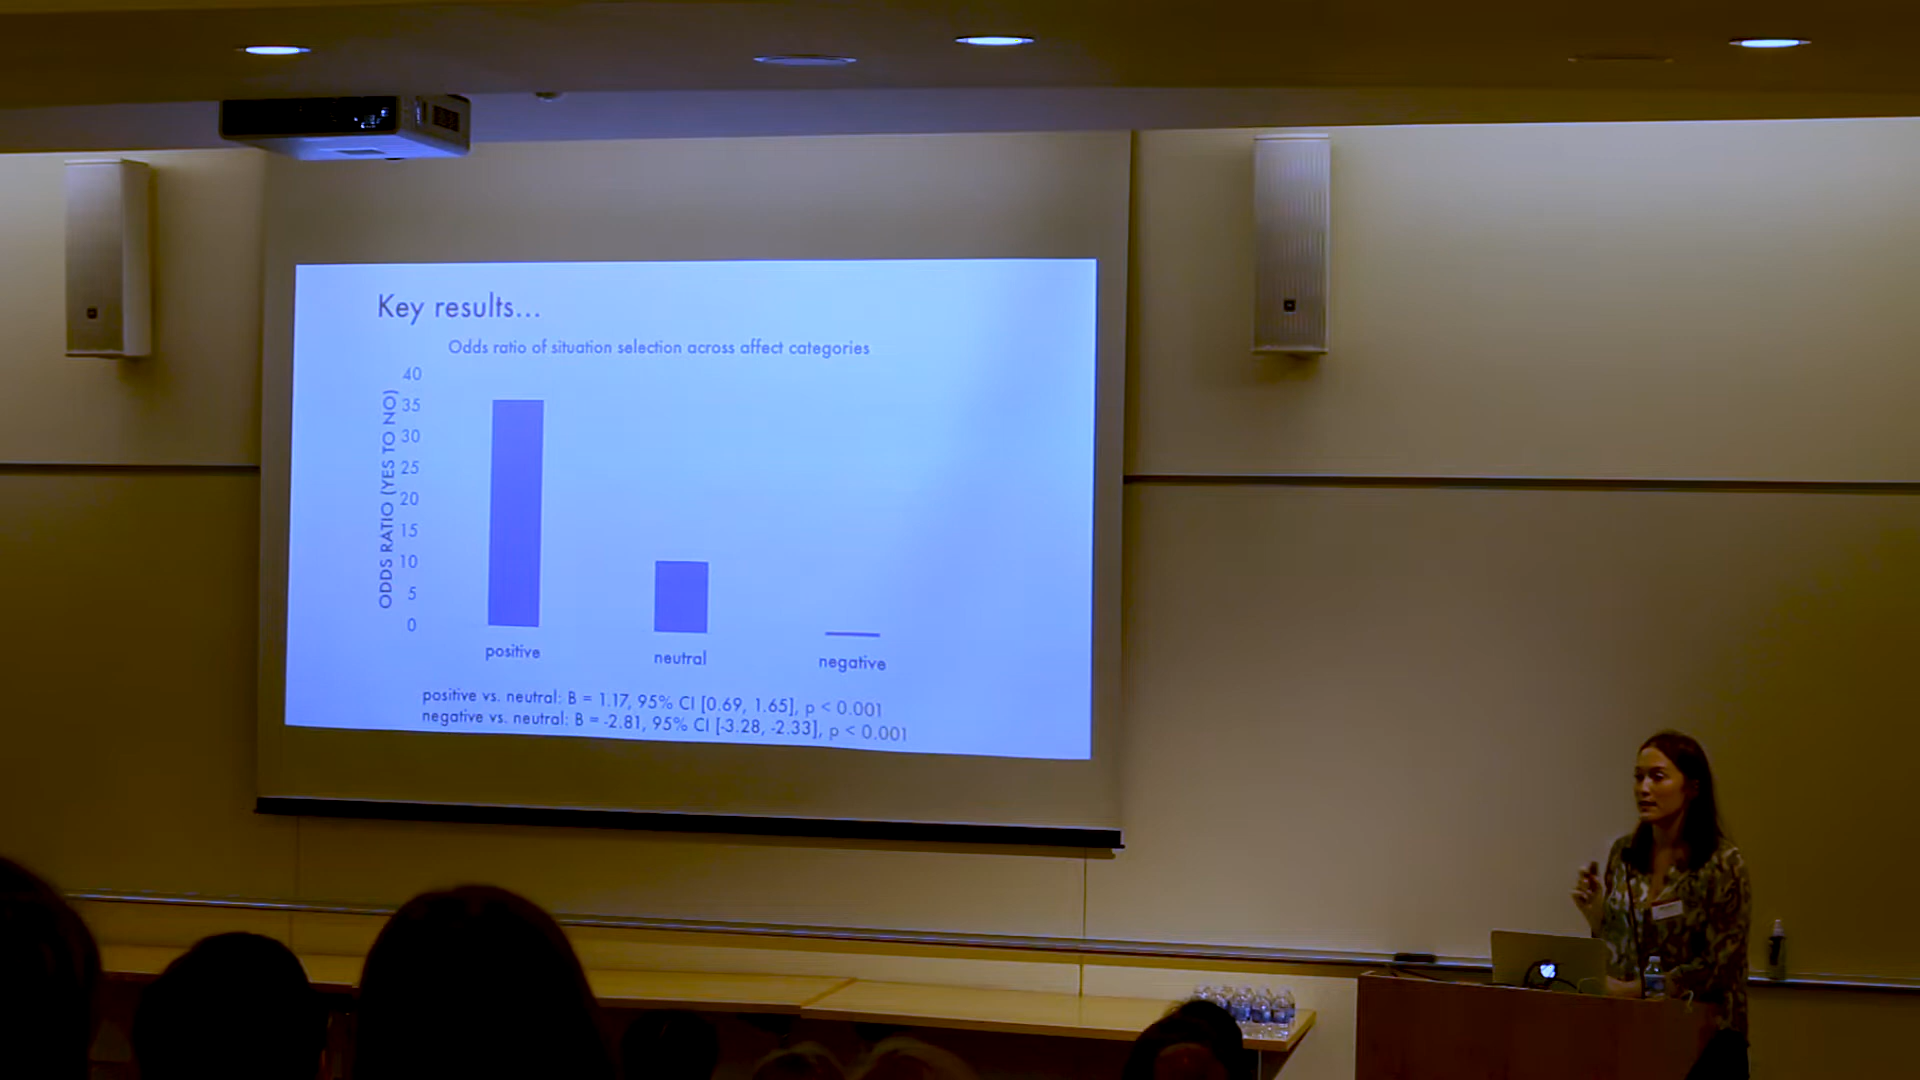 Key results...
Odds ratio of situation selection across affect categories
ODDS RATIO (YES TO NO)
40
35
30
25
20
15
10
5
0
positive
neutral
negative
positive vs. neutral: B = 1.17, 95% CI [0.69, 1.65], p < 0.001
negative vs. neutral: B = -2.81, 95% CI [-3.28, -2.33], p < 0.001